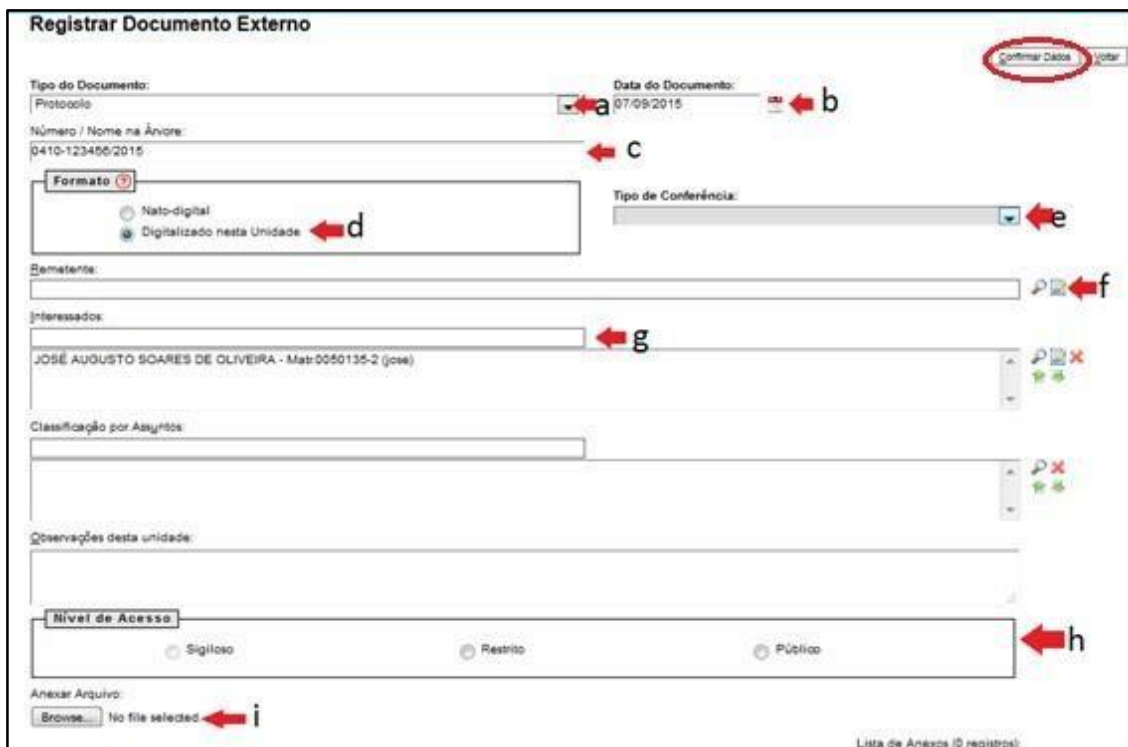 Registrar Documento Externo
Confirmar Dados Voltar
Tipo do Documento: Data do Documento:
Protocolo a 07/09/2015 b
Número / Nome na Árvore:
0410-123456/2015 c
Formato
Tipo de Conferência:
Nato-digital
Digitalizado nesta Unidade d e
Remetente:
f
Interessados:
g
JOSÉ AUGUSTO SOARES DE OLIVEIRA - Matr.0050135-2 (jose)
Classificação por Assuntos:
Observações desta unidade:
Nível de Acesso
Sigiloso Restrito Público h
Anexar Arquivo:
Browse... No file selected. i
Lista de Anexos (0 registros):